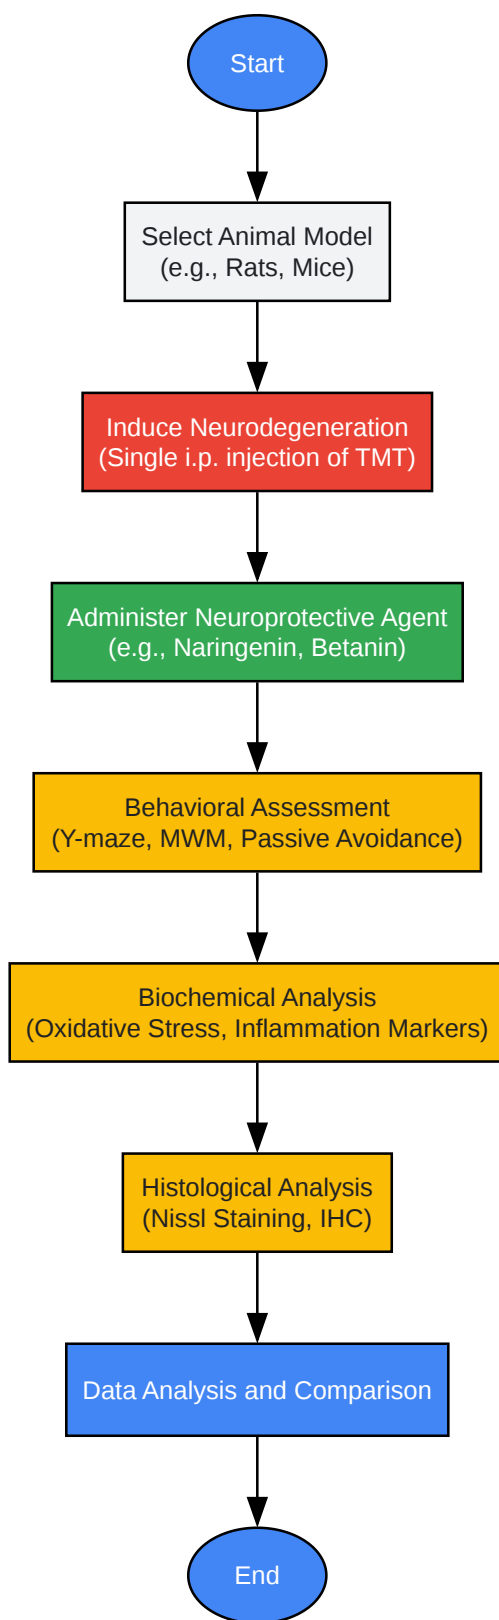 Start
Select Animal Model
(e.g., Rats, Mice)
Induce Neurodegeneration
(Single i.p. injection of TMT)
Administer Neuroprotective Agent
(e.g., Naringenin, Betanin)
Behavioral Assessment
(Y-maze, MWM, Passive Avoidance)
Biochemical Analysis
(Oxidative Stress, Inflammation Markers)
Histological Analysis
(Nissl Staining, IHC)
Data Analysis and Comparison
End